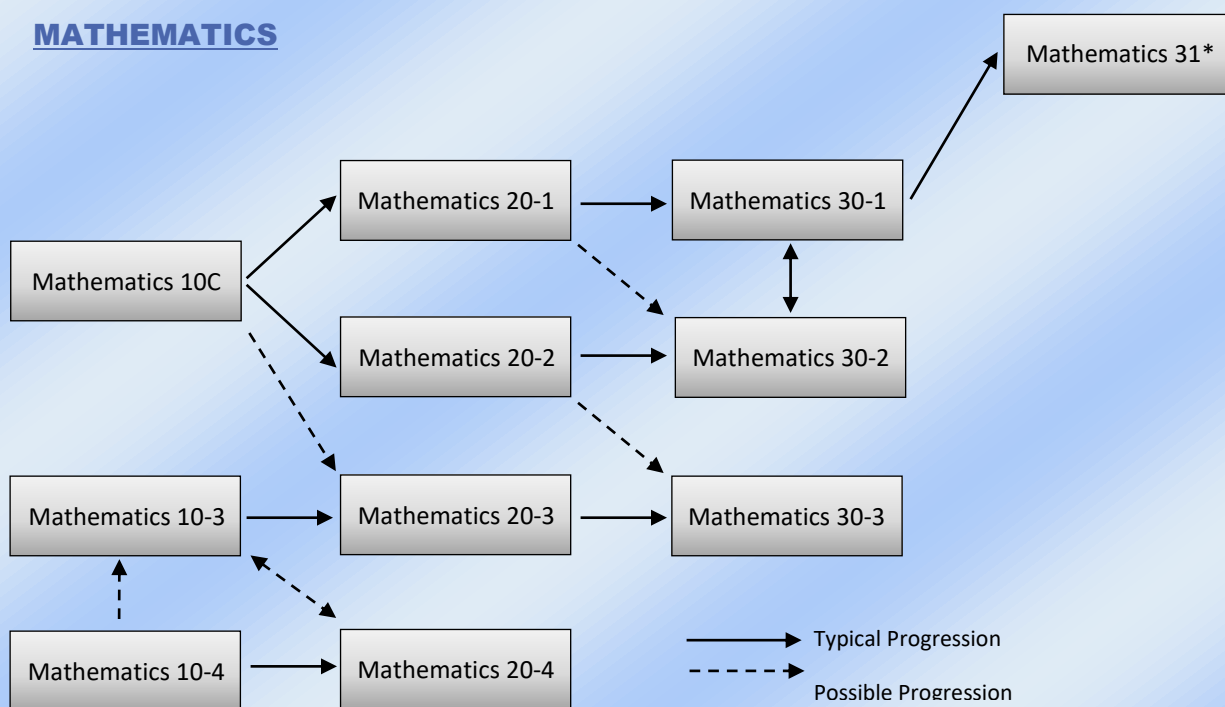 MATHEMATICS
Mathematics 31*
Mathematics 20-1
Mathematics 30-1
Mathematics 10C
Mathematics 20-2
Mathematics 30-2
Mathematics 10-3
Mathematics 20-3
Mathematics 30-3
Mathematics 10-4
Mathematics 20-4
Typical Progression
Possible Progression